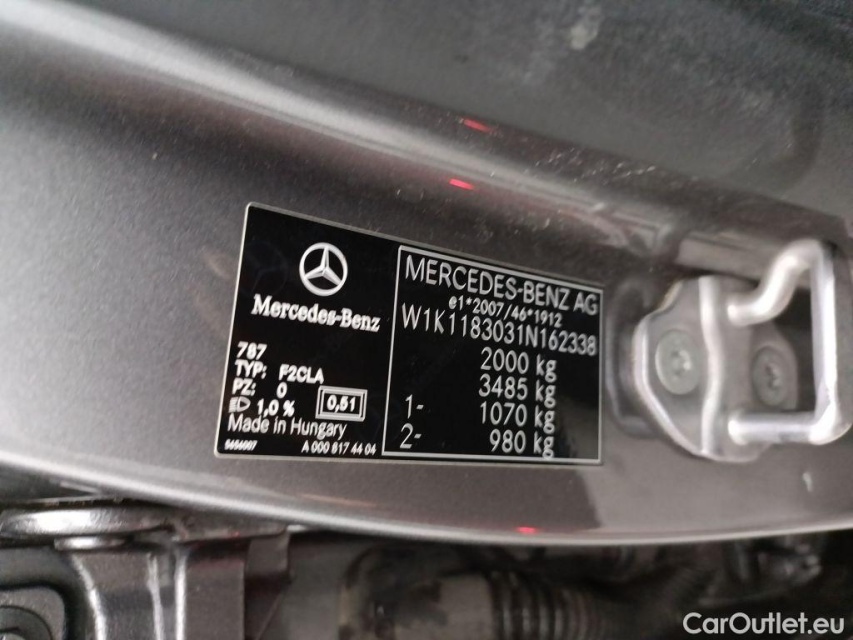 Mercedes-Benz
787
TYP: F2CLA
PZ: 0
1,0 % 0,51
Made in Hungary
A 000 817 44 04
MERCEDES-BENZ AG
e1*2007/46*1912
W1K1183031N162338
2000 kg
3485 kg
1- 1070 kg
2- 980 kg
CarOutlet.eu